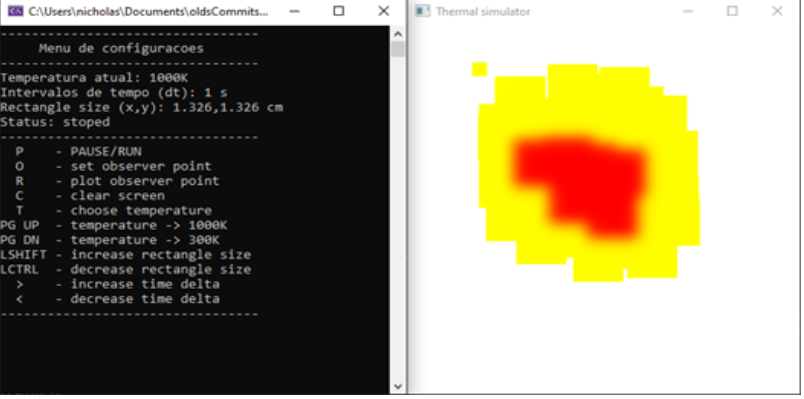 C:\Users\nicholas\Documents\oldsCommits...
Thermal simulator
--------------------------------
Menu de configuracoes
--------------------------------
Temperatura atual: 1000K
Intervalos de tempo (dt): 1 s
Rectangle size (x,y): 1.326,1.326 cm
Status: stoped
--------------------------------
P - PAUSE/RUN
O - set observer point
R - plot observer point
C - clear screen
T - choose temperature
PG UP - temperature -> 1000K
PG DN - temperature -> 300K
LSHIFT - increase rectangle size
LCTRL - decrease rectangle size
> - increase time delta
< - decrease time delta
--------------------------------